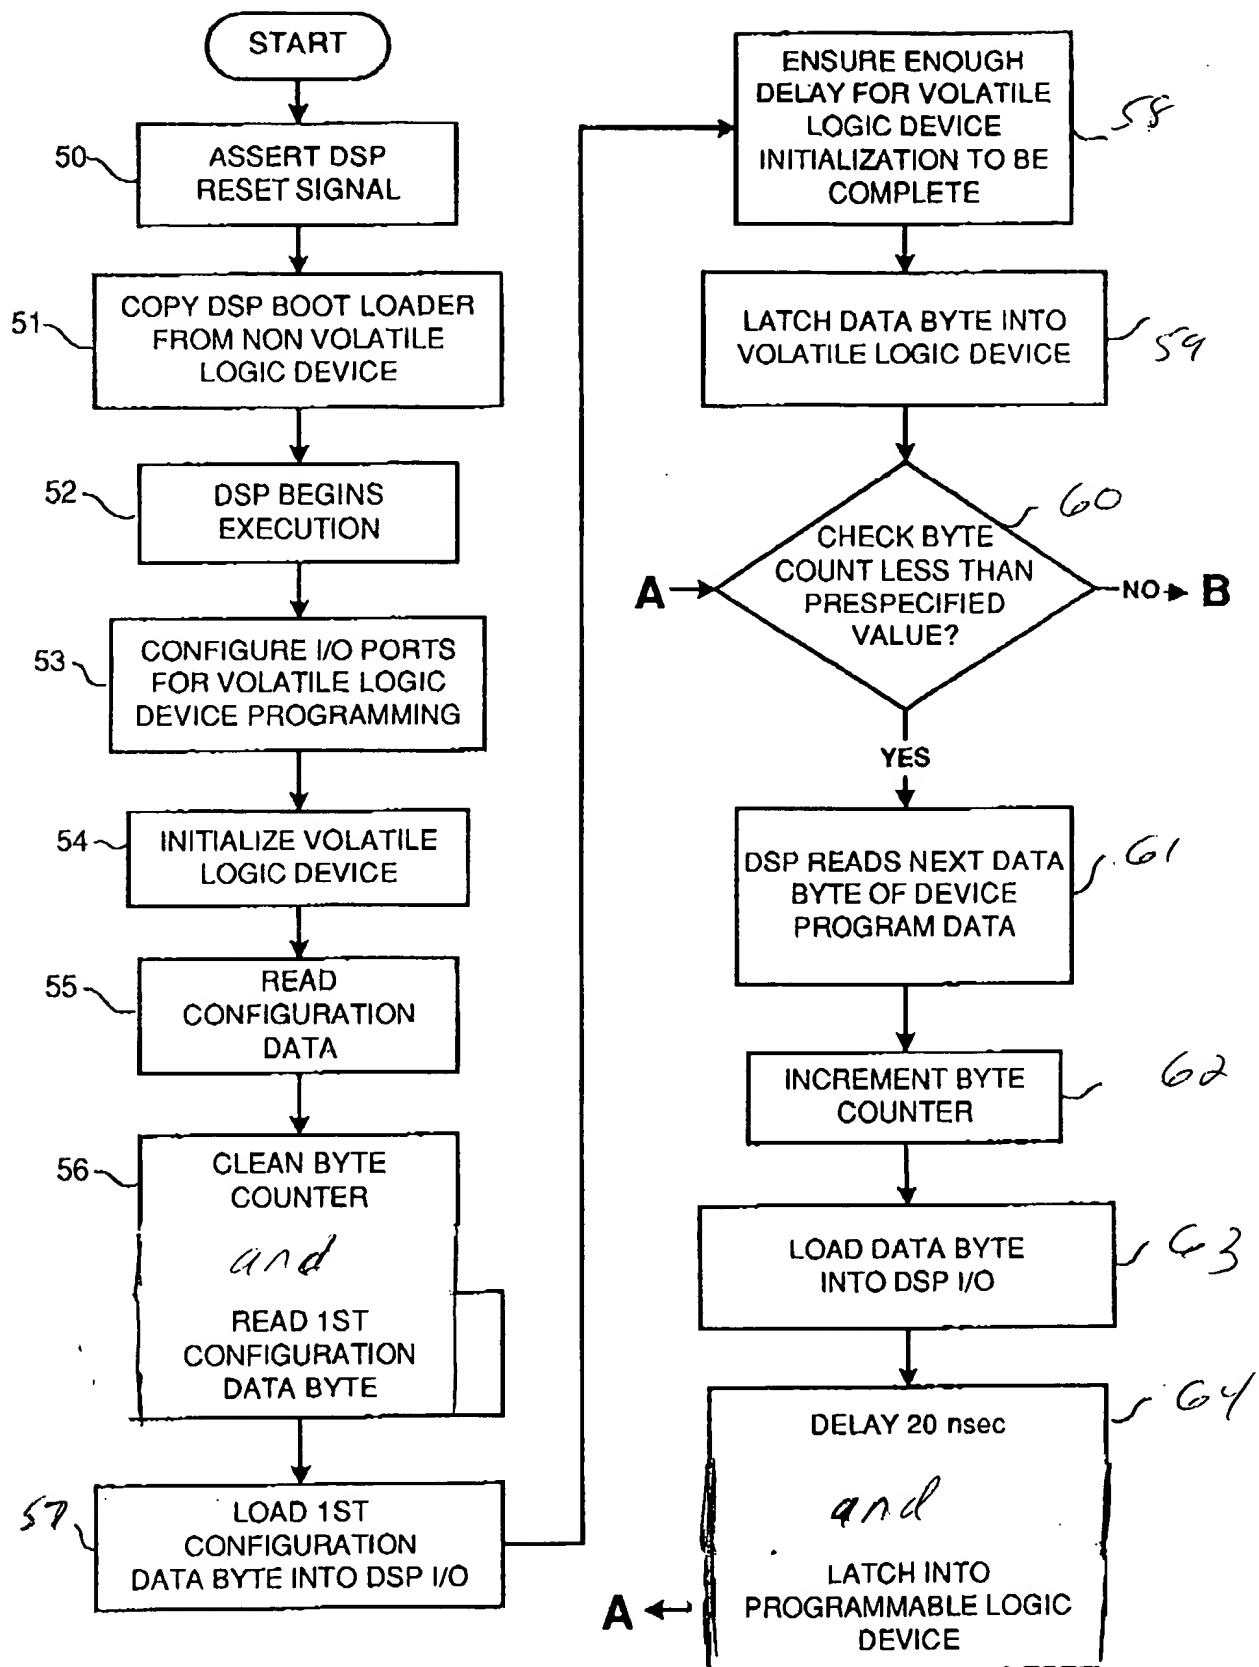 START
50
ASSERT DSP
RESET SIGNAL
51
COPY DSP BOOT LOADER
FROM NON VOLATILE
LOGIC DEVICE
52
DSP BEGINS
EXECUTION
53
CONFIGURE I/O PORTS
FOR VOLATILE LOGIC
DEVICE PROGRAMMING
54
INITIALIZE VOLATILE
LOGIC DEVICE
55
READ
CONFIGURATION
DATA
56
CLEAN BYTE
COUNTER
and
READ 1ST
CONFIGURATION
DATA BYTE
57
LOAD 1ST
CONFIGURATION
DATA BYTE INTO DSP I/O
ENSURE ENOUGH
DELAY FOR VOLATILE
LOGIC DEVICE
INITIALIZATION TO BE
COMPLETE
58
LATCH DATA BYTE INTO
VOLATILE LOGIC DEVICE
59
60
CHECK BYTE
COUNT LESS THAN
PRESPECIFIED
VALUE?
A
NO
B
YES
DSP READS NEXT DATA
BYTE OF DEVICE
PROGRAM DATA
61
INCREMENT BYTE
COUNTER
62
LOAD DATA BYTE
INTO DSP I/O
63
DELAY 20 nsec
and
LATCH INTO
PROGRAMMABLE LOGIC
DEVICE
64
A